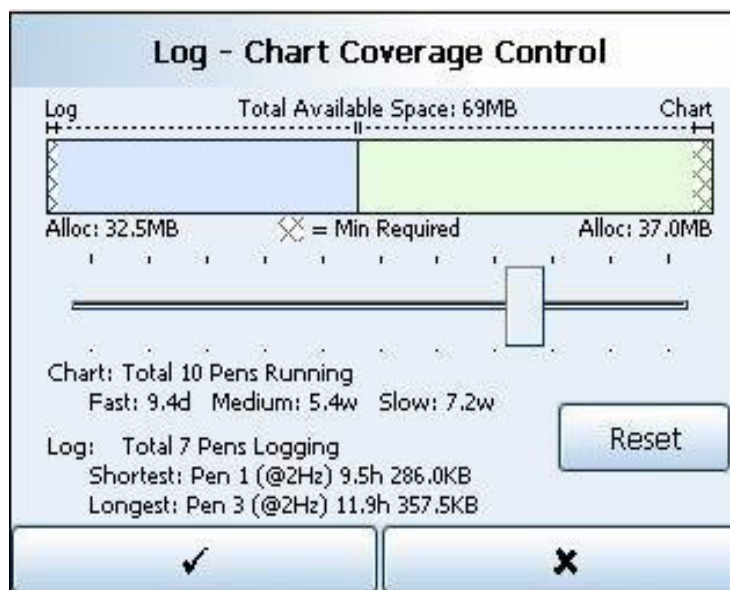 Log - Chart Coverage Control
Log Total Available Space: 69MB Chart
Alloc: 32.5MB = Min Required Alloc: 37.0MB
Chart: Total 10 Pens Running
Fast: 9.4d Medium: 5.4w Slow: 7.2w
Log: Total 7 Pens Logging
Shortest: Pen 1 (@2Hz) 9.5h 286.0KB
Longest: Pen 3 (@2Hz) 11.9h 357.5KB
Reset